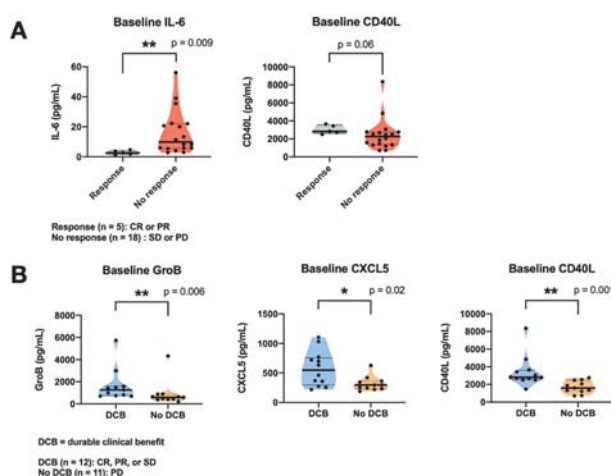 A
Baseline IL-6
** p = 0.009
IL-6 (pg/mL)
60
40
20
0
Response
No response
Baseline CD40L
p = 0.06
CD40L (pg/mL)
10000
8000
6000
4000
2000
0
Response
No response
Response (n = 5): CR or PR
No response (n = 18) : SD or PD
B
Baseline GroB
** p = 0.006
GroB (pg/mL)
8000
6000
4000
2000
0
DCB
No DCB
Baseline CXCL5
* p = 0.02
CXCL5 (pg/mL)
1500
1000
500
0
DCB
No DCB
Baseline CD40L
** p = 0.001
CD40L (pg/mL)
10000
8000
6000
4000
2000
0
DCB
No DCB
DCB = durable clinical benefit
DCB (n = 12): CR, PR, or SD
No DCB (n = 11): PD